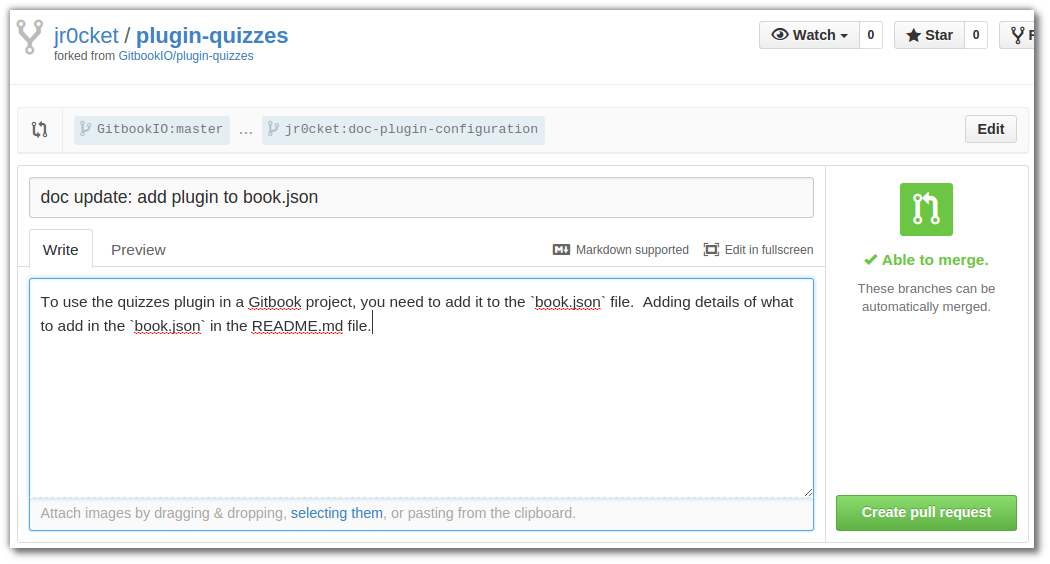 jr0cket / plugin-quizzes
Watch 0 Star 0 F
forked from GitbookIO/plugin-quizzes
GitbookIO:master ... jr0cket:doc-plugin-configuration Edit
doc update: add plugin to book.json
Write Preview Markdown supported Edit in fullscreen
Able to merge.
These branches can be
automatically merged.
To use the quizzes plugin in a Gitbook project, you need to add it to the `book.json` file.  Adding details of what
to add in the `book.json` in the README.md file.
Attach images by dragging & dropping, selecting them, or pasting from the clipboard.
Create pull request